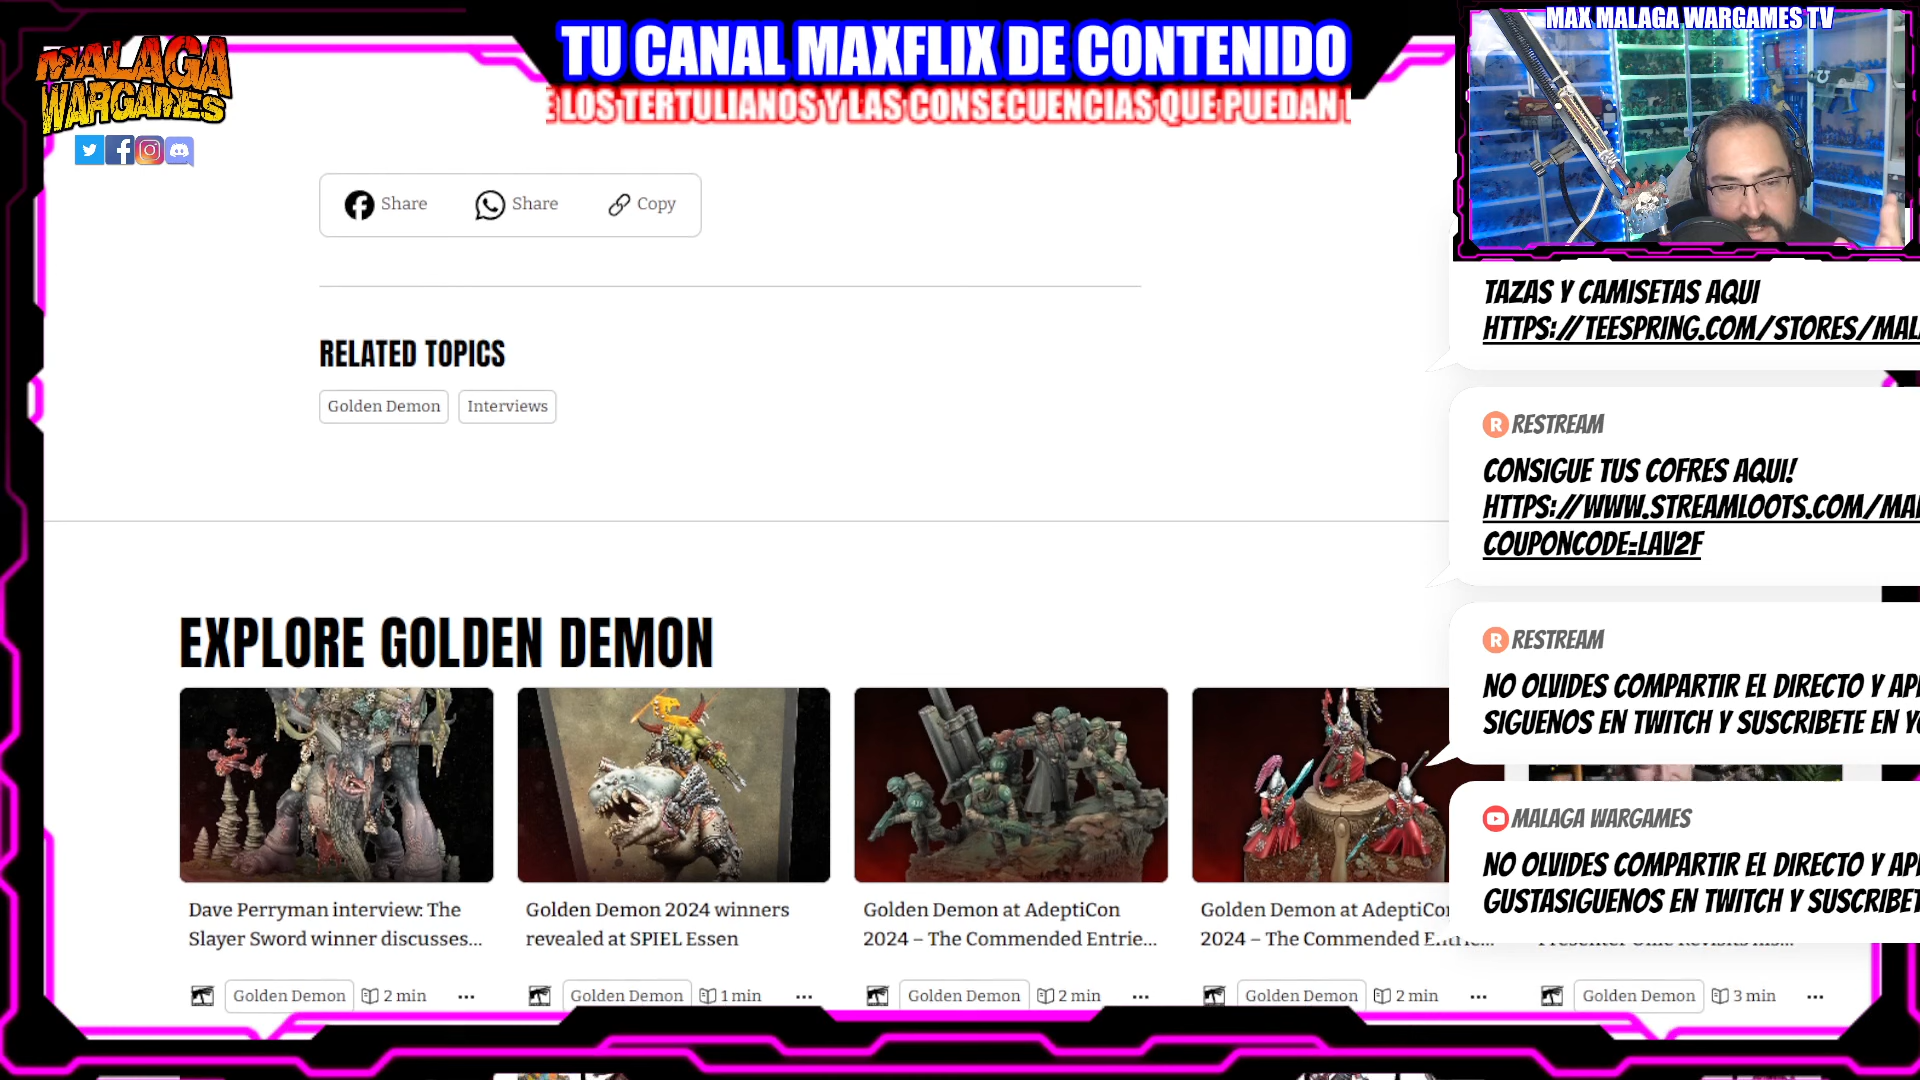 MALAGA
WARGAMES
TU CANAL MAXFLIX DE CONTENIDO
LOS TERTULIANOS Y LAS CONSECUENCIAS QUE PUEDAN
MAX MALAGA WARGAMES TV
Share
Share
Copy
RELATED TOPICS
Golden Demon
Interviews
EXPLORE GOLDEN DEMON
Dave Perryman interview: The
Slayer Sword winner discusses...
Golden Demon
2 min
Golden Demon 2024 winners
revealed at SPIEL Essen
Golden Demon
1 min
Golden Demon at AdeptiCon
2024 – The Commended Entrie...
Golden Demon
2 min
Golden Demon at AdeptiCon
2024 – The Commended Entrie...
Golden Demon
2 min
Golden Demon
3 min
TAZAS Y CAMISETAS AQUI
HTTPS://TEESPRING.COM/STORES/MAL
RESTREAM
CONSIGUE TUS COFRES AQUI!
HTTPS://WWW.STREAMLOOTS.COM/MA
COUPONCODE=LAV2F
RESTREAM
NO OLVIDES COMPARTIR EL DIRECTO Y AP
SIGUENOS EN TWITCH Y SUSCRIBETE EN Y
MALAGA WARGAMES
NO OLVIDES COMPARTIR EL DIRECTO Y AP
GUSTASIGUENOS EN TWITCH Y SUSCRIBET